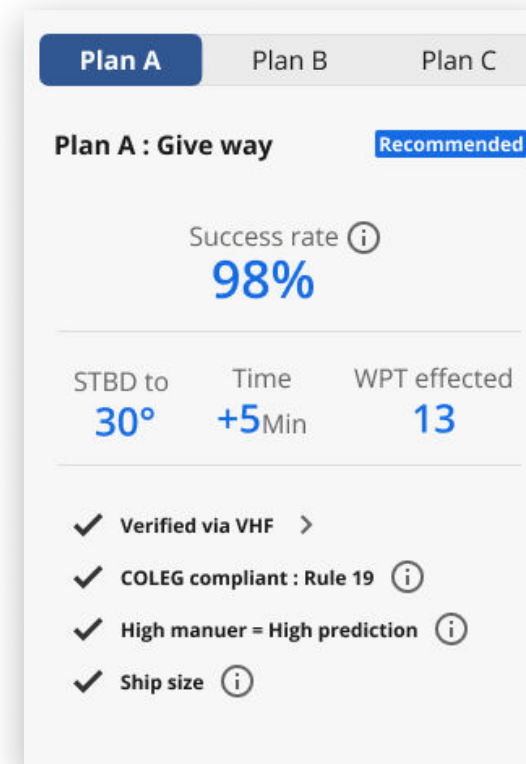 Plan A Plan B Plan C
Plan A : Give way Recommended
Success rate
98%
STBD to Time WPT effected
30° +5Min 13
Verified via VHF
COLEG compliant : Rule 19
High manuer = High prediction
Ship size